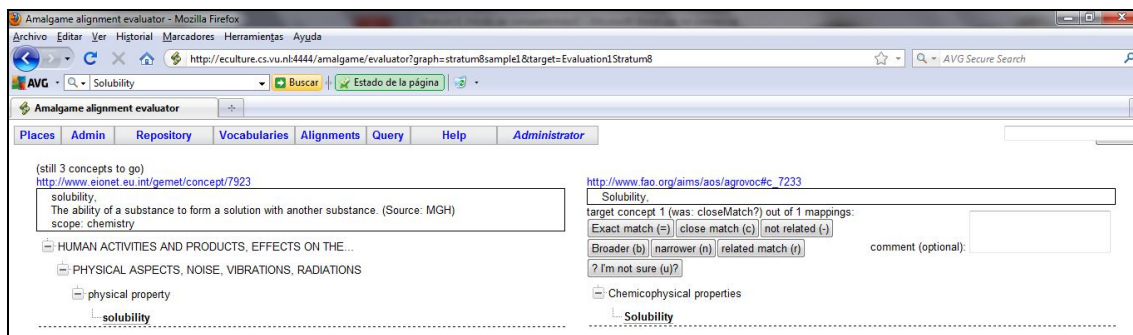 Amalgame alignment evaluator - Mozilla Firefox
Archivo Editar Ver Historial Marcadores Herramientas Ayuda
http://eculture.cs.vu.nl:4444/amalgame/evaluator?graph=stratum8sample1&target=Evaluation1Stratum8
AVG Secure Search
AVG Solubility Buscar Estado de la página
Amalgame alignment evaluator
Places Admin Repository Vocabularies Alignments Query Help Administrator
(still 3 concepts to go)
http://www.eionet.eu.int/gemet/concept/7923
solubility,
The ability of a substance to form a solution with another substance. (Source: MGH)
scope: chemistry
HUMAN ACTIVITIES AND PRODUCTS, EFFECTS ON THE...
PHYSICAL ASPECTS, NOISE, VIBRATIONS, RADIATIONS
physical property
solubility
http://www.fao.org/aims/aos/agrovoc#c_7233
Solubility,
target concept 1 (was: closeMatch?) out of 1 mappings:
Exact match (=) close match (c) not related (-)
Broader (b) narrower (n) related match (r)
comment (optional):
? I'm not sure (u)?
Chemicophysical properties
Solubility